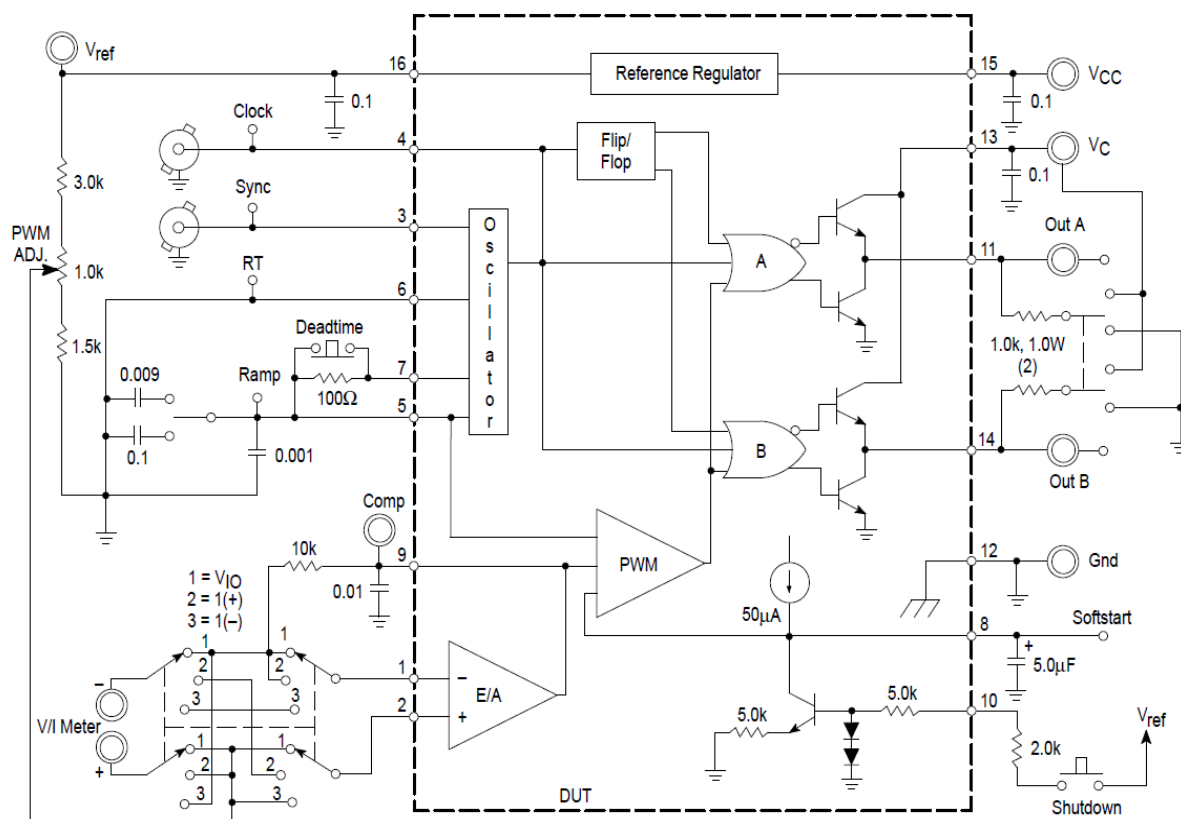 Vref
16
Reference Regulator
15
VCC
0.1
0.1
Clock
4
Flip/
Flop
13
VC
0.1
3.0k
Sync
3
Oscillator
Out A
PWM
ADJ.
1.0k
RT
6
A
11
1.5k
Deadtime
7
100Ω
1.0k, 1.0W
(2)
0.009
Ramp
5
0.1
0.001
B
14
Out B
Comp
10k
9
PWM
12
Gnd
1 = VIO
2 = 1(+)
3 = 1(–)
0.01
50µA
8
Softstart
1
1
2
2
3
3
1
–
E/A
+
5.0µF
–
V/I Meter
+
2
+
5.0k
5.0k
10
Vref
1
1
2
2
3
3
2.0k
DUT
Shutdown